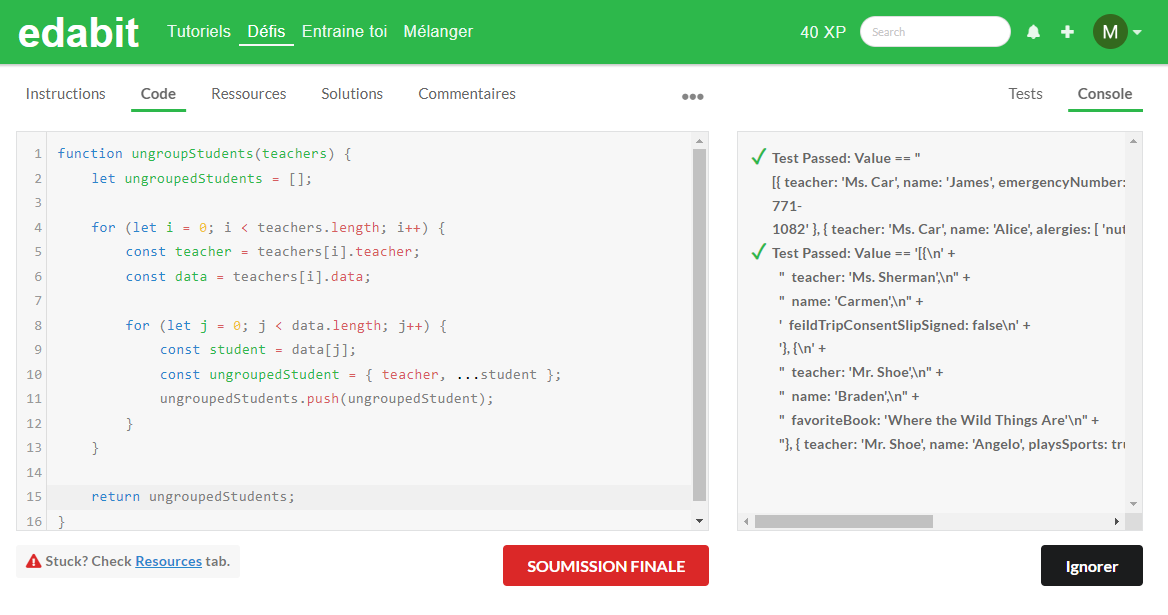 edabit Tutoriels Défis Entraine toi Mélanger 40 XP Search M
Instructions Code Ressources Solutions Commentaires ••• Tests Console
1 function ungroupStudents(teachers) {
2 let ungroupedStudents = [];
3
4 for (let i = 0; i < teachers.length; i++) {
5 const teacher = teachers[i].teacher;
6 const data = teachers[i].data;
7
8 for (let j = 0; j < data.length; j++) {
9 const student = data[j];
10 const ungroupedStudent = { teacher, ...student };
11 ungroupedStudents.push(ungroupedStudent);
12 }
13 }
14
15 return ungroupedStudents;
16 }
Test Passed: Value == "
[{ teacher: 'Ms. Car', name: 'James', emergencyNumber:
771-
1082' }, { teacher: 'Ms. Car', name: 'Alice', alergies: [ 'nut
Test Passed: Value == '[{\n' +
" teacher: 'Ms. Sherman',\n" +
" name: 'Carmen',\n" +
' feildTripConsentSlipSigned: false\n' +
'}, {\n' +
" teacher: 'Mr. Shoe',\n" +
" name: 'Braden',\n" +
" favoriteBook: 'Where the Wild Things Are'\n" +
"}, { teacher: 'Mr. Shoe', name: 'Angelo', playsSports: tru
Stuck? Check Resources tab.
SOUMISSION FINALE
Ignorer